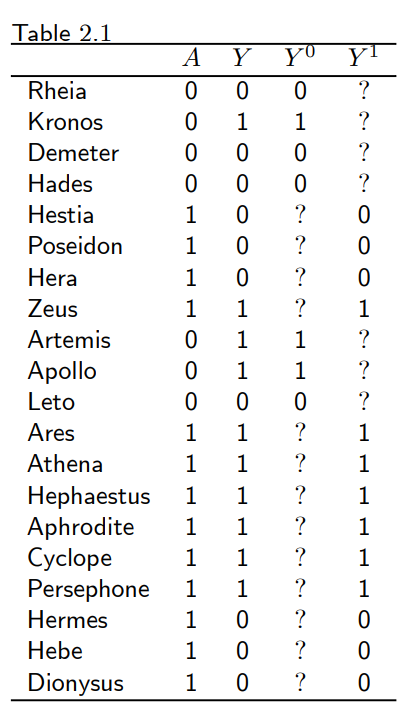 Table 2.1
A Y Y⁰ Y¹
Rheia 0 0 0 ?
Kronos 0 1 1 ?
Demeter 0 0 0 ?
Hades 0 0 0 ?
Hestia 1 0 ? 0
Poseidon 1 0 ? 0
Hera 1 0 ? 0
Zeus 1 1 ? 1
Artemis 0 1 1 ?
Apollo 0 1 1 ?
Leto 0 0 0 ?
Ares 1 1 ? 1
Athena 1 1 ? 1
Hephaestus 1 1 ? 1
Aphrodite 1 1 ? 1
Cyclope 1 1 ? 1
Persephone 1 1 ? 1
Hermes 1 0 ? 0
Hebe 1 0 ? 0
Dionysus 1 0 ? 0